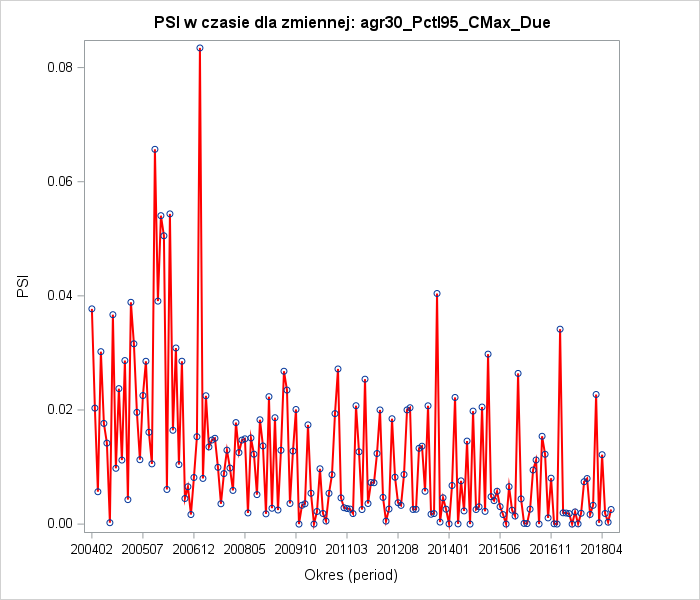 PSI w czasie dla zmiennej: agr30_Pctl95_CMax_Due
0.08
0.06
0.04
0.02
0.00
PSI
200402 200507 200612 200805 200910 201103 201208 201401 201506 201611 201804
Okres (period)